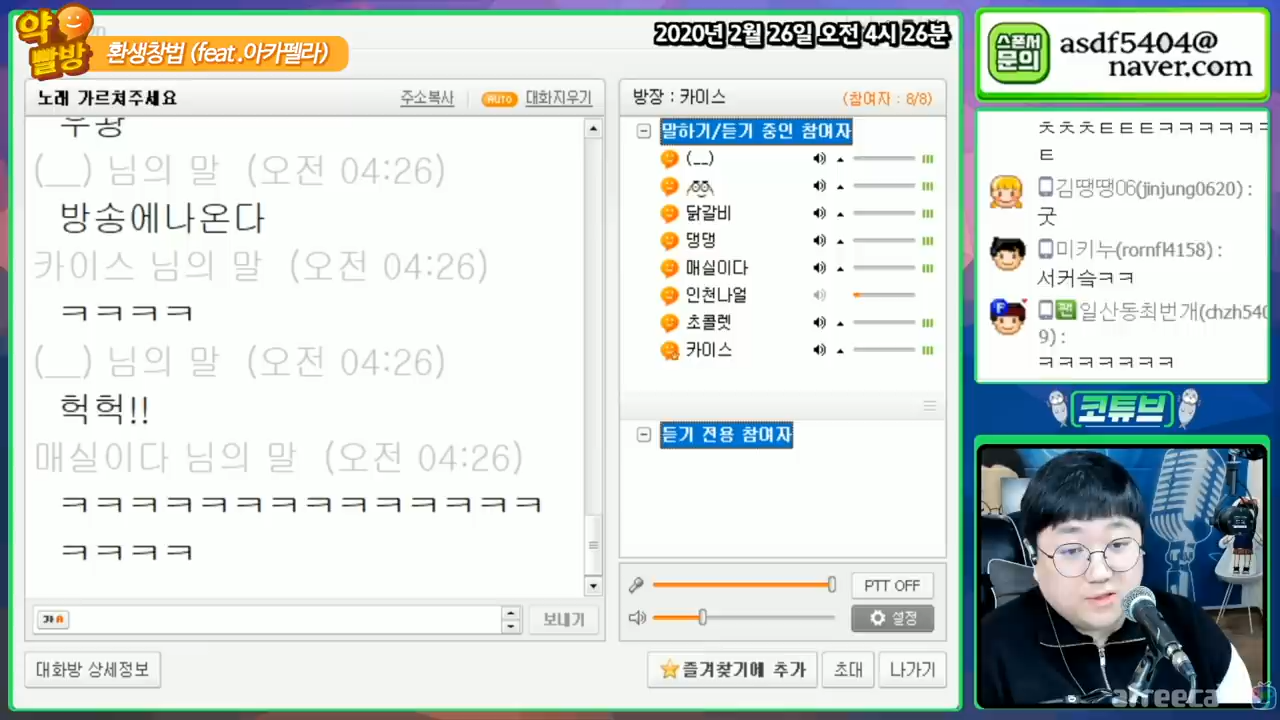 약빨방
환생창법 (feat.아카펠라)
2020년 2월 26일 오전 4시 26분
노래 가르쳐주세요
주소복사
AUTO
대화지우기
우왕
(__) 님의 말 (오전 04:26)
방송에나온다
카이스 님의 말 (오전 04:26)
ㅋㅋㅋㅋ
(__) 님의 말 (오전 04:26)
헉헉!!
매실이다 님의 말 (오전 04:26)
ㅋㅋㅋㅋㅋㅋㅋㅋㅋㅋㅋㅋㅋㅋ
ㅋㅋㅋㅋ
가
보내기
대화방 상세정보
방장 : 카이스
(참여자 : 8/8)
말하기/듣기 중인 참여자
(__)
닭갈비
댕댕
매실이다
인천나얼
초콜렛
카이스
듣기 전용 참여자
PTT OFF
설정
즐겨찾기에 추가
초대
나가기
스폰서
문의
asdf5404@
naver.com
ㅊㅊㅊㅌㅌㅌㅋㅋㅋㅋㅋ
ㅌ
김땡땡06(jinjung0620) :
굿
미키누(rornfl4158) :
서커슼ㅋㅋ
F
팬 일산동최번개(chzh540
9) :
ㅋㅋㅋㅋㅋㅋㅋ
코튜브
afreeca